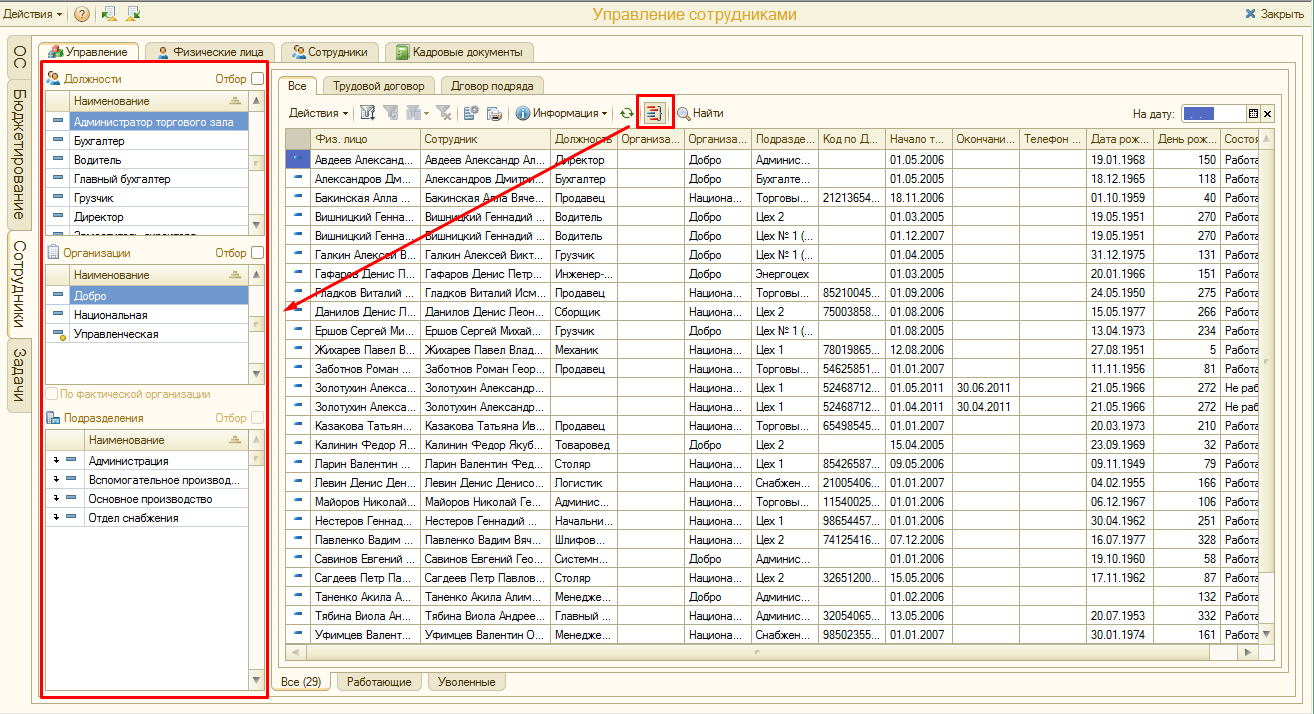 Действия
Управление сотрудниками
Закрыть
ОС
Бюджетирование
Сотрудники
Задачи
Управление Физические лица Сотрудники Кадровые документы
Должности Отбор
Наименование
Администратор торгового зала
Бухгалтер
Водитель
Главный бухгалтер
Грузчик
Директор
Организации Отбор
Наименование
Добро
Национальная
Управленческая
По фактической организации
Подразделения Отбор
Наименование
Администрация
Вспомогательное производ...
Основное производство
Отдел снабжения
Все Трудовой договор Дговор подряда
Действия Информация Найти На дату: . .
Физ. лицо Сотрудник Должность Организа... Организа... Подразде... Код по Д... Начало т... Окончани... Телефон ... Дата рож... День рож... Состоя
Авдеев Александ... Авдеев Александр Ал... Директор Добро Админис... 01.05.2006 19.01.1968 150 Работа
Александров Дм... Александров Дмитри... Бухгалтер Добро Бухгалте... 01.05.2005 18.12.1965 118 Работа
Бакинская Алла ... Бакинская Алла Вяче... Продавец Национа... Торговы... 21213654... 18.11.2006 01.10.1959 40 Работа
Вишницкий Генна... Вишницкий Геннадий ... Водитель Добро Цех 2 01.03.2005 19.05.1951 270 Работа
Вишницкий Генна... Вишницкий Геннадий ... Водитель Добро Цех № 1 (... 01.12.2007 19.05.1951 270 Работа
Галкин Алексей В... Галкин Алексей Викт... Грузчик Добро Цех № 1 (... 01.04.2005 31.12.1975 131 Работа
Гафаров Денис П... Гафаров Денис Петр... Инженер-... Добро Энергоцех 01.03.2005 20.01.1966 151 Работа
Гладков Виталий ... Гладков Виталий Исм... Продавец Национа... Торговы... 85210045... 01.09.2006 24.05.1950 275 Работа
Данилов Денис Л... Данилов Денис Леон... Сборщик Национа... Цех 2 75003858... 01.08.2006 15.05.1977 266 Работа
Ершов Сергей Ми... Ершов Сергей Михай... Грузчик Добро Цех № 1 (... 01.08.2005 13.04.1973 234 Работа
Жихарев Павел В... Жихарев Павел Влад... Механик Национа... Цех 1 78019865... 12.08.2006 27.08.1951 5 Работа
Заботнов Роман ... Заботнов Роман Геор... Продавец Национа... Торговы... 54625851... 01.01.2007 11.11.1956 81 Работа
Золотухин Алекса... Золотухин Александр... Национа... Цех 1 52468712... 01.05.2011 30.06.2011 21.05.1966 272 Не раб
Золотухин Алекса... Золотухин Александр... Национа... Цех 1 52468712... 01.04.2011 30.04.2011 21.05.1966 272 Не раб
Казакова Татьян... Казакова Татьяна Ив... Продавец Национа... Торговы... 65498545... 01.01.2007 20.03.1973 210 Работа
Калинин Федор Я... Калинин Федор Якуб... Товаровед Добро Цех 2 15.04.2005 23.09.1969 32 Работа
Ларин Валентин ... Ларин Валентин Фед... Столяр Национа... Цех 1 85426587... 09.05.2006 09.11.1949 79 Работа
Левин Денис Ден... Левин Денис Денисо... Логистик Национа... Снабжен... 21005406... 01.01.2007 04.02.1955 166 Работа
Майоров Николай... Майоров Николай Ге... Админис... Национа... Торговы... 11540025... 01.01.2006 06.12.1967 106 Работа
Нестеров Геннад... Нестеров Геннадий ... Начальни... Национа... Цех 1 98654457... 01.01.2006 30.04.1962 251 Работа
Павленко Вадим ... Павленко Вадим Вяч... Шлифов... Национа... Цех 2 74125416... 07.12.2006 16.07.1977 328 Работа
Савинов Евгений ... Савинов Евгений Гео... Системн... Добро Админис... 01.01.2006 19.10.1960 58 Работа
Сагдеев Петр Па... Сагдеев Петр Павлов... Столяр Национа... Цех 2 32651200... 15.05.2006 17.11.1962 87 Работа
Таненко Акила А... Таненко Акила Алим... Менедже... Добро Админис... 01.02.2006 132 Работа
Тябина Виола Ан... Тябина Виола Андрее... Главный ... Национа... Торговы... 32054065... 13.05.2006 20.07.1953 332 Работа
Уфимцев Валент... Уфимцев Валентин О... Менедже... Национа... Снабжен... 98502355... 01.01.2007 30.01.1974 161 Работа
Все (29) Работающие Уволенные